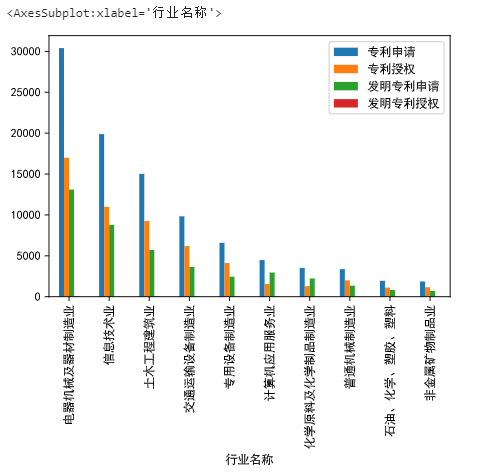 <AxesSubplot:xlabel='行业名称'>
专利申请
专利授权
发明专利申请
发明专利授权
30000
25000
20000
15000
10000
5000
0
电器机械及器材制造业
信息技术业
土木工程建筑业
交通运输设备制造业
专用设备制造业
计算机应用服务业
化学原料及化学制品制造业
普通机械制造业
石油、化学、塑胶、塑料
非金属矿物制品业
行业名称